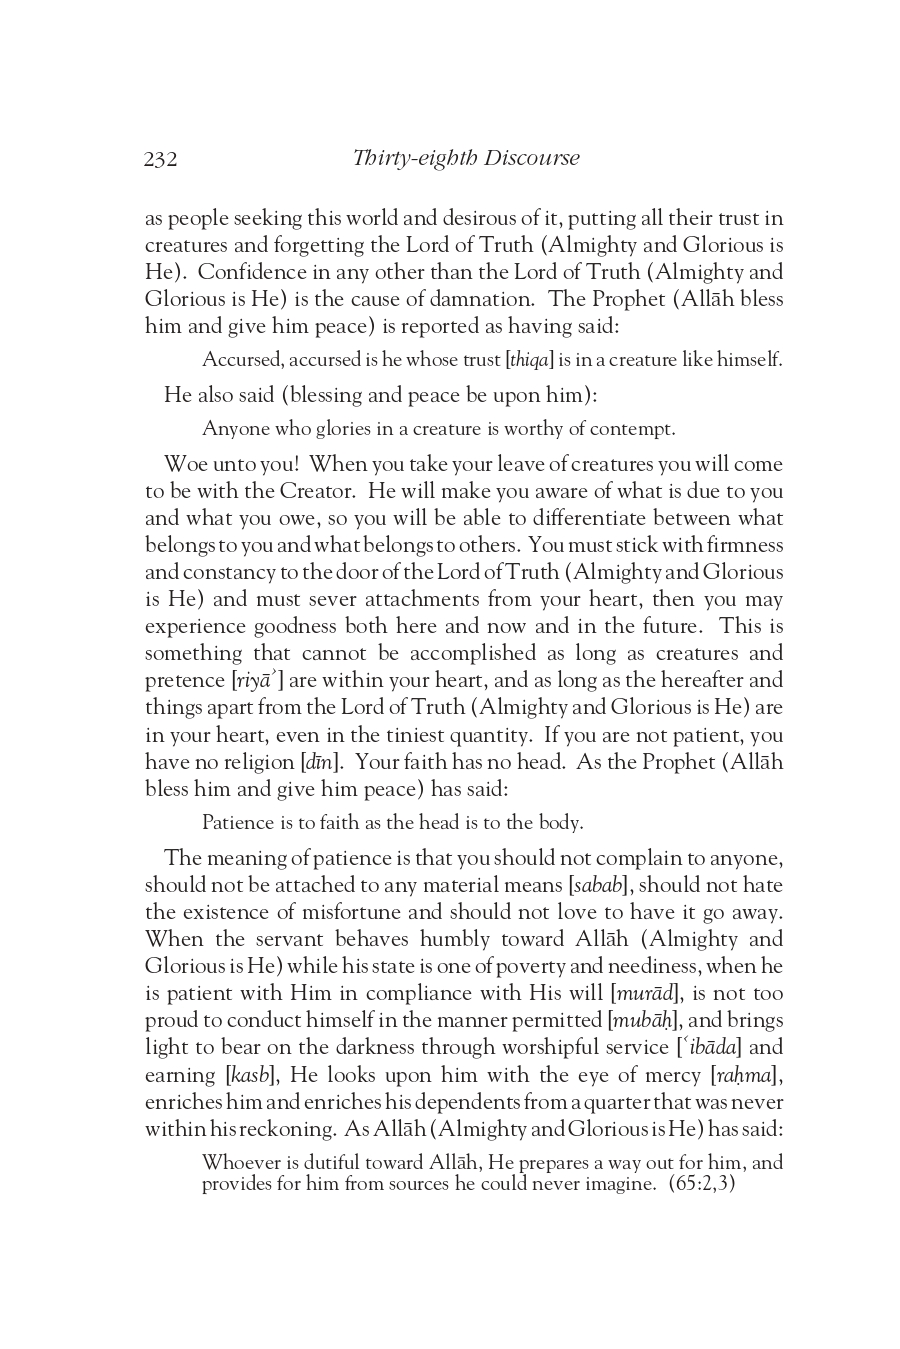 232
Thirty-eighth Discourse
as people seeking this world and desirous of it, putting all their trust in
creatures and forgetting the Lord of Truth (Almighty and Glorious is
He). Confidence in any other than the Lord of Truth (Almighty and
Glorious is He) is the cause of damnation. The Prophet (Allāh bless
him and give him peace) is reported as having said:
Accursed, accursed is he whose trust [thiqa] is in a creature like himself.
He also said (blessing and peace be upon him):
Anyone who glories in a creature is worthy of contempt.
Woe unto you! When you take your leave of creatures you will come
to be with the Creator. He will make you aware of what is due to you
and what you owe, so you will be able to differentiate between what
belongs to you and what belongs to others. You must stick with firmness
and constancy to the door of the Lord of Truth (Almighty and Glorious
is He) and must sever attachments from your heart, then you may
experience goodness both here and now and in the future. This is
something that cannot be accomplished as long as creatures and
pretence [riyāʾ] are within your heart, and as long as the hereafter and
things apart from the Lord of Truth (Almighty and Glorious is He) are
in your heart, even in the tiniest quantity. If you are not patient, you
have no religion [dīn]. Your faith has no head. As the Prophet (Allāh
bless him and give him peace) has said:
Patience is to faith as the head is to the body.
The meaning of patience is that you should not complain to anyone,
should not be attached to any material means [sabab], should not hate
the existence of misfortune and should not love to have it go away.
When the servant behaves humbly toward Allāh (Almighty and
Glorious is He) while his state is one of poverty and neediness, when he
is patient with Him in compliance with His will [murād], is not too
proud to conduct himself in the manner permitted [mubāḥ], and brings
light to bear on the darkness through worshipful service [ʿibāda] and
earning [kasb], He looks upon him with the eye of mercy [raḥma],
enriches him and enriches his dependents from a quarter that was never
within his reckoning. As Allāh (Almighty and Glorious is He) has said:
Whoever is dutiful toward Allāh, He prepares a way out for him, and
provides for him from sources he could never imagine. (65:2,3)